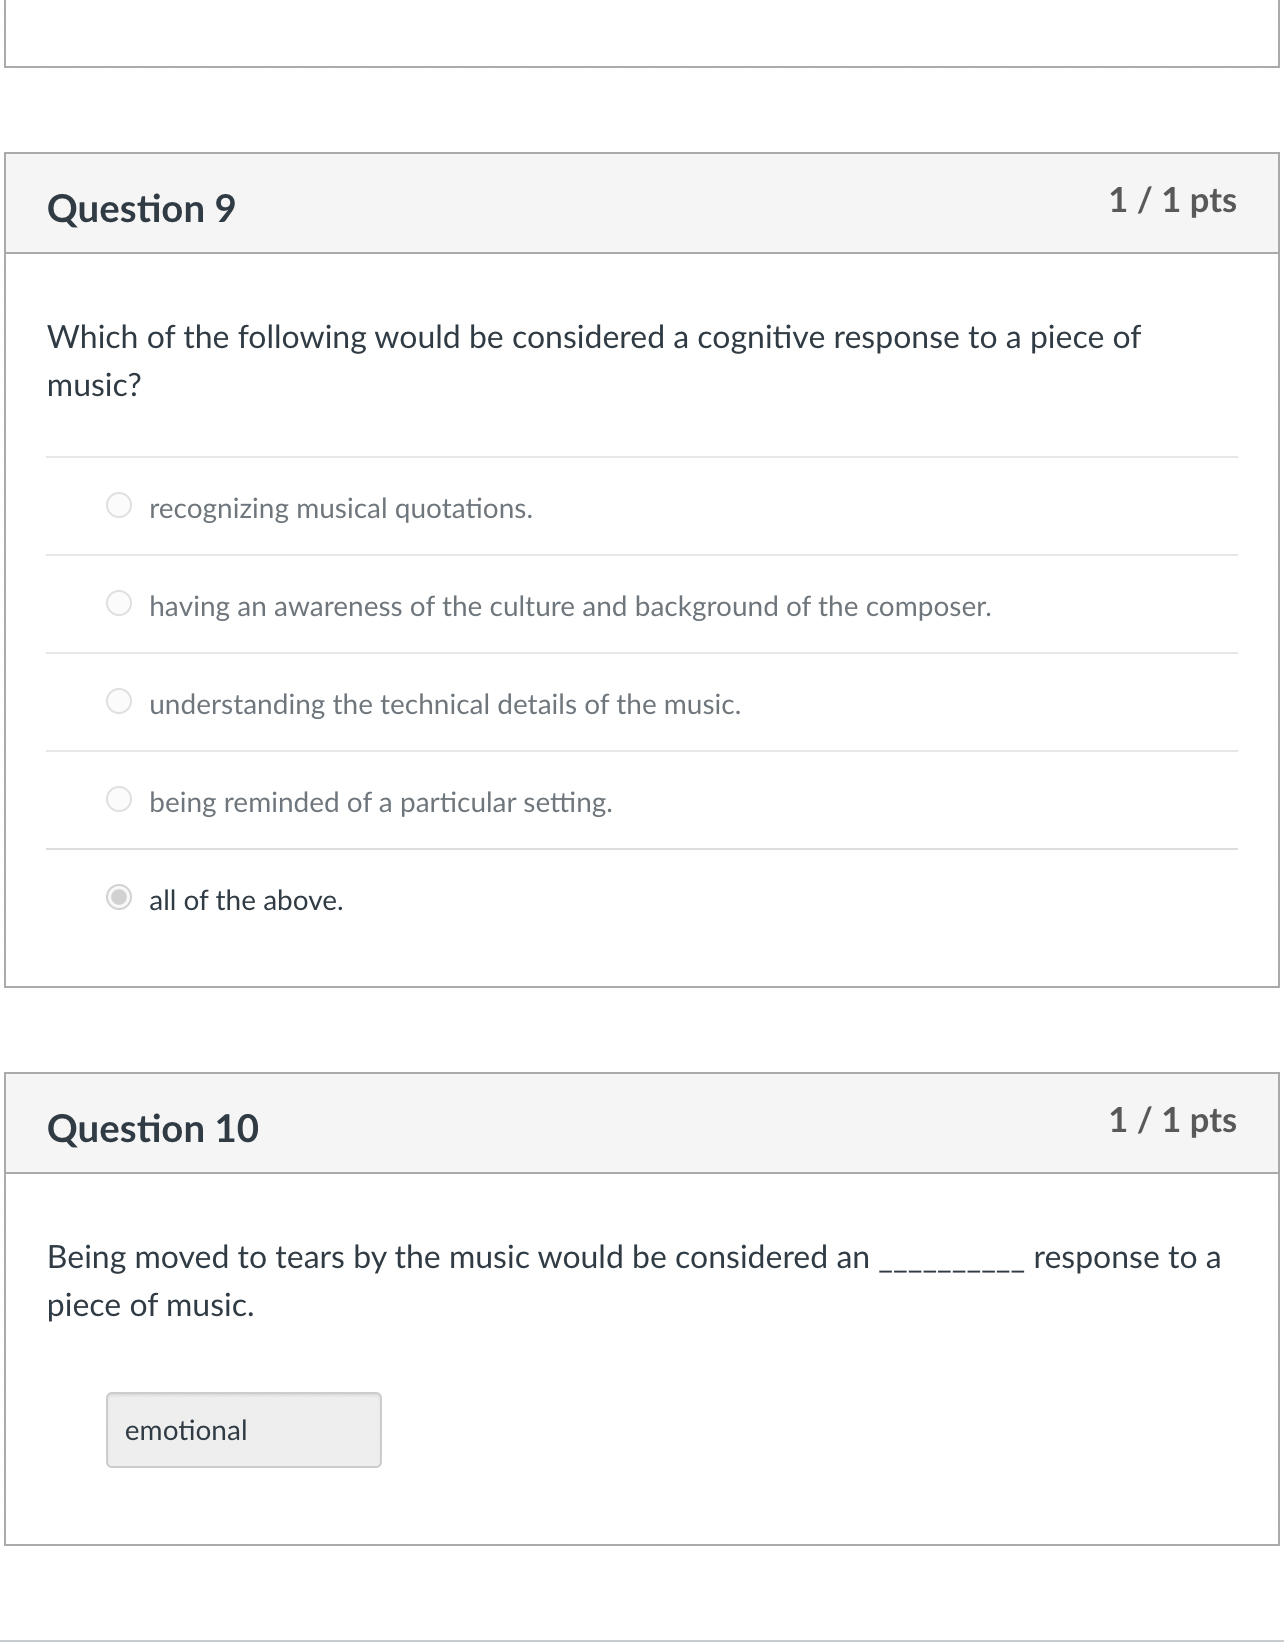 Question 9
1 / 1 pts
Which of the following would be considered a cognitive response to a piece of
music?
recognizing musical quotations.
having an awareness of the culture and background of the composer.
understanding the technical details of the music.
being reminded of a particular setting.
all of the above.
Question 10
1 / 1 pts
Being moved to tears by the music would be considered an __________ response to a
piece of music.
emotional